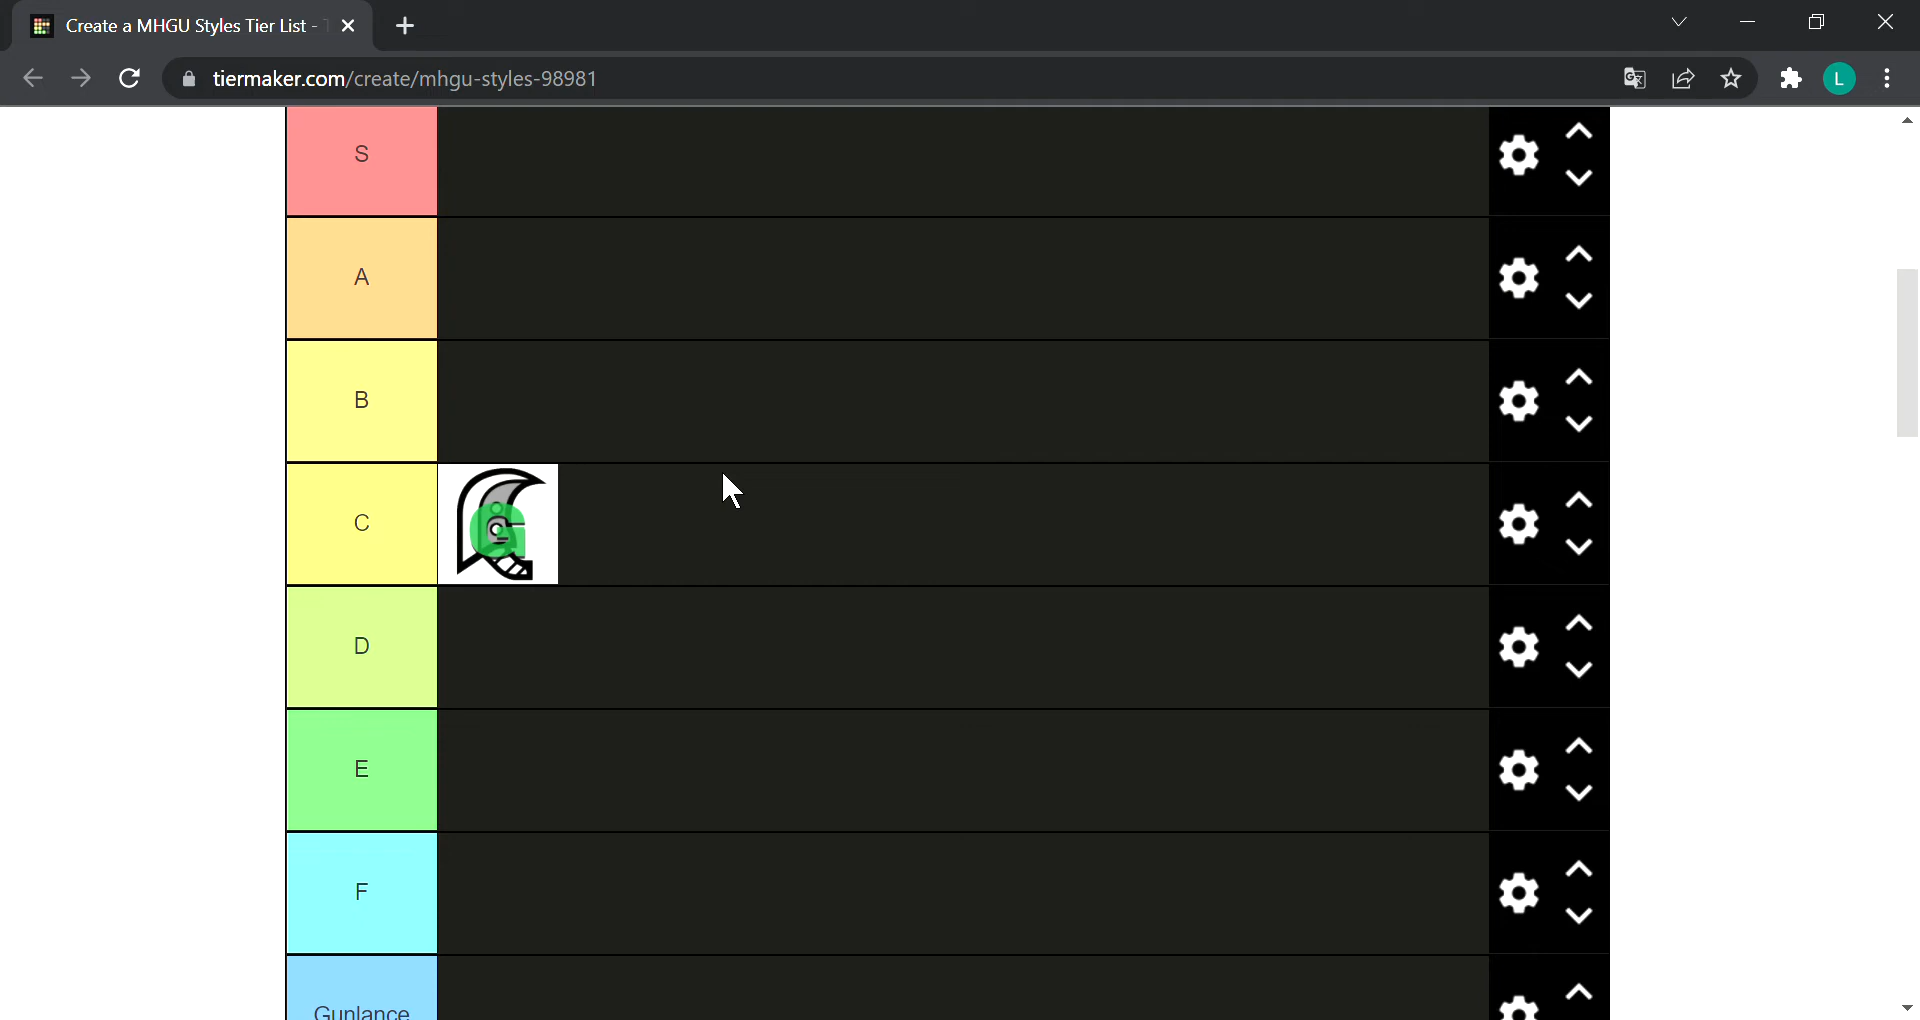 Create a MHGU Styles Tier List -
tiermaker.com/create/mhgu-styles-98981
L
S
A
B
C
G
D
E
F
Gunlance